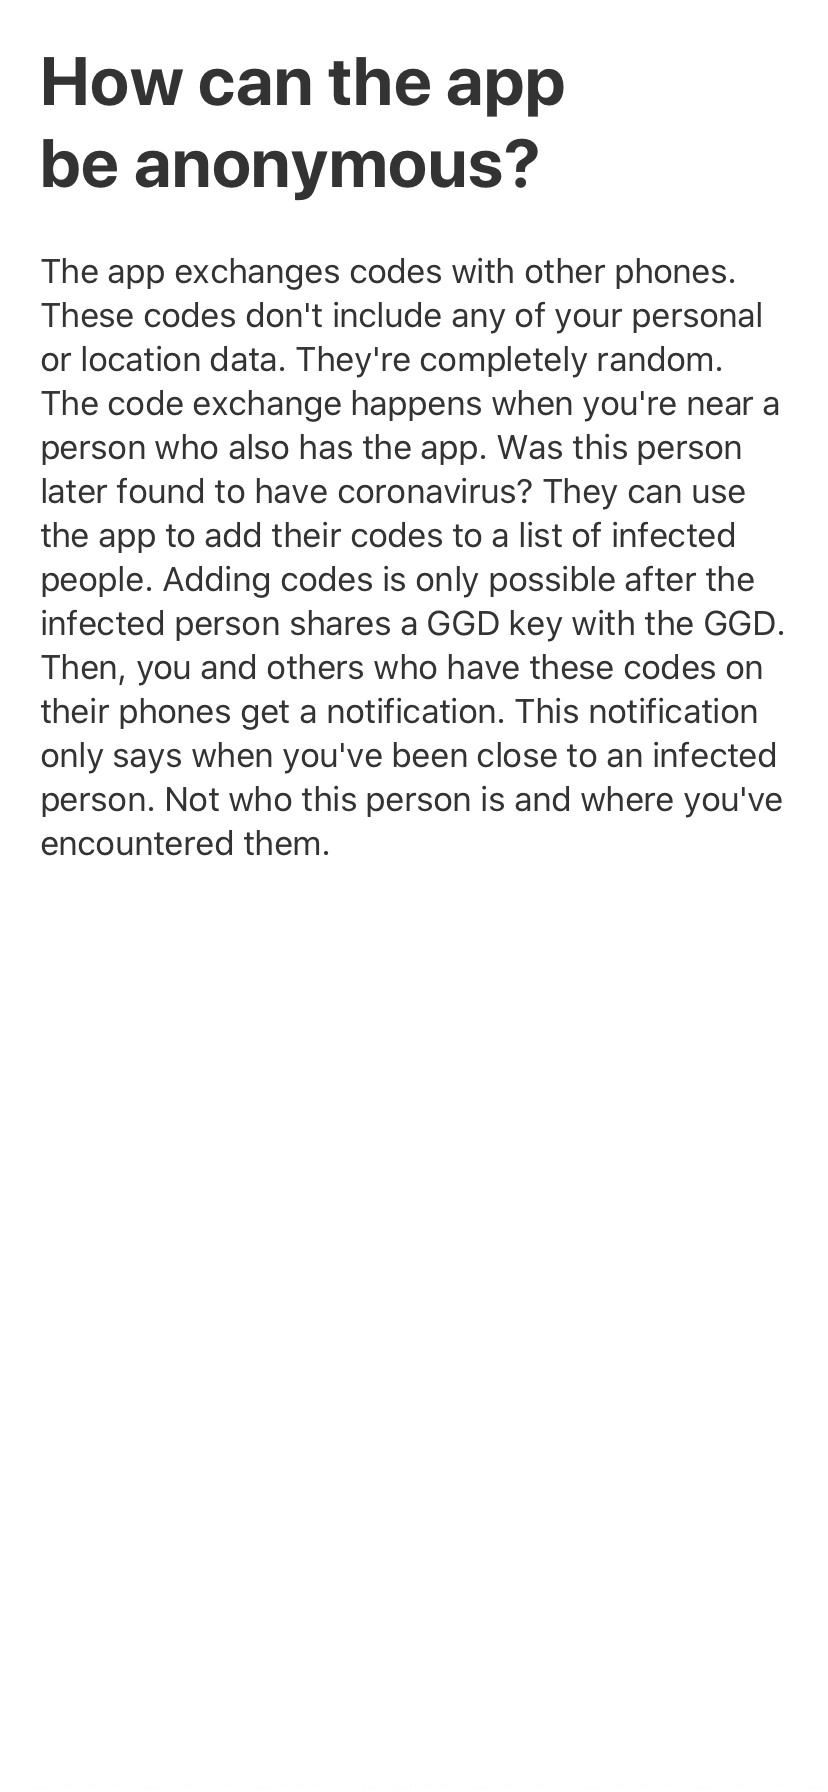 How can the app
be anonymous?
The app exchanges codes with other phones.
These codes don't include any of your personal
or location data. They're completely random.
The code exchange happens when you're near a
person who also has the app. Was this person
later found to have coronavirus? They can use
the app to add their codes to a list of infected
people. Adding codes is only possible after the
infected person shares a GGD key with the GGD.
Then, you and others who have these codes on
their phones get a notification. This notification
only says when you've been close to an infected
person. Not who this person is and where you've
encountered them.